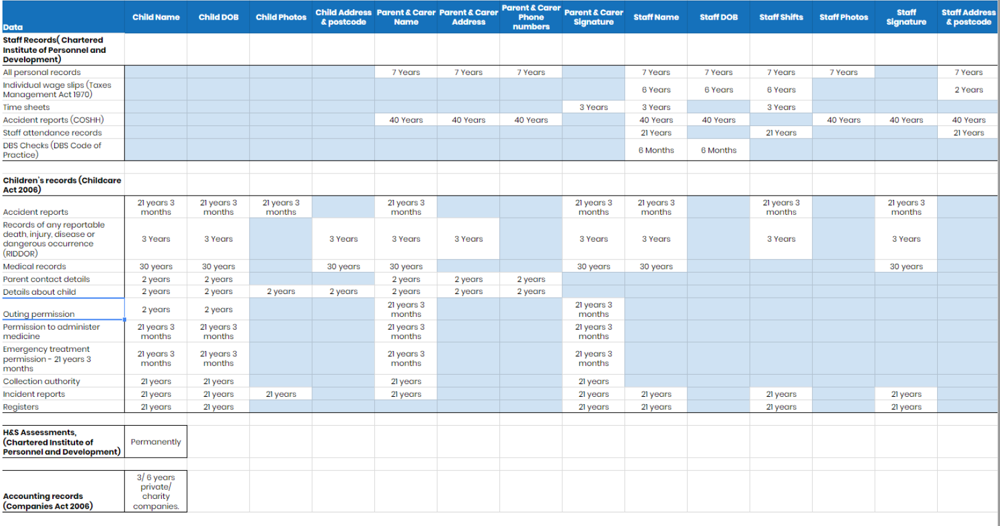 Data Child Name Child DOB Child Photos Child Address & postcode Parent & Carer Name Parent & Carer Address Parent & Carer Phone numbers Parent & Carer Signature Staff Name Staff DOB Staff Shifts Staff Photos Staff Signature Staff Address & postcode
Staff Records( Chartered
Institute of Personnel and
Development)
All personal records 7 Years 7 Years 7 Years 7 Years 7 Years 7 Years 7 Years 7 Years
Individual wage slips (Taxes
Management Act 1970) 6 Years 6 Years 6 Years 2 Years
Time sheets 3 Years 3 Years 3 Years
Accident reports (COSHH) 40 Years 40 Years 40 Years 40 Years 40 Years 40 Years 40 Years 40 Years
Staff attendance records 21 Years 21 Years 21 Years
DBS Checks (DBS Code of
Practice) 6 Months 6 Months
Children's records (Childcare
Act 2006)
Accident reports 21 years 3 months 21 years 3 months 21 years 3 months 21 years 3 months 21 years 3 months 21 years 3 months 21 years 3 months 21 years 3 months
Records of any reportable
death, injury, disease or
dangerous occurrence
(RIDDOR) 3 Years 3 Years 3 Years 3 Years 3 Years 3 Years 3 Years 3 Years 3 Years
Medical records 30 years 30 years 30 years 30 years 30 years 30 years 30 years
Parent contact details 2 years 2 years 2 years 2 years 2 years
Details about child 2 years 2 years 2 years 2 years 2 years 2 years 2 years
Outing permission 2 years 2 years 21 years 3 months 21 years 3 months
Permission to administer
medicine 21 years 3 months 21 years 3 months 21 years 3 months 21 years 3 months
Emergency treatment
permission - 21 years 3
months 21 years 3 months 21 years 3 months 21 years 3 months 21 years 3 months
Collection authority 21 years 21 years 21 years 21 years
Incident reports 21 years 21 years 21 years 21 years 21 years 21 years 21 years 21 years
Registers 21 years 21 years 21 years 21 years 21 years 21 years
H&S Assessments,
(Chartered Institute of
Personnel and Development) Permanently
Accounting records
(Companies Act 2006) 3/ 6 years private/ charity companies.